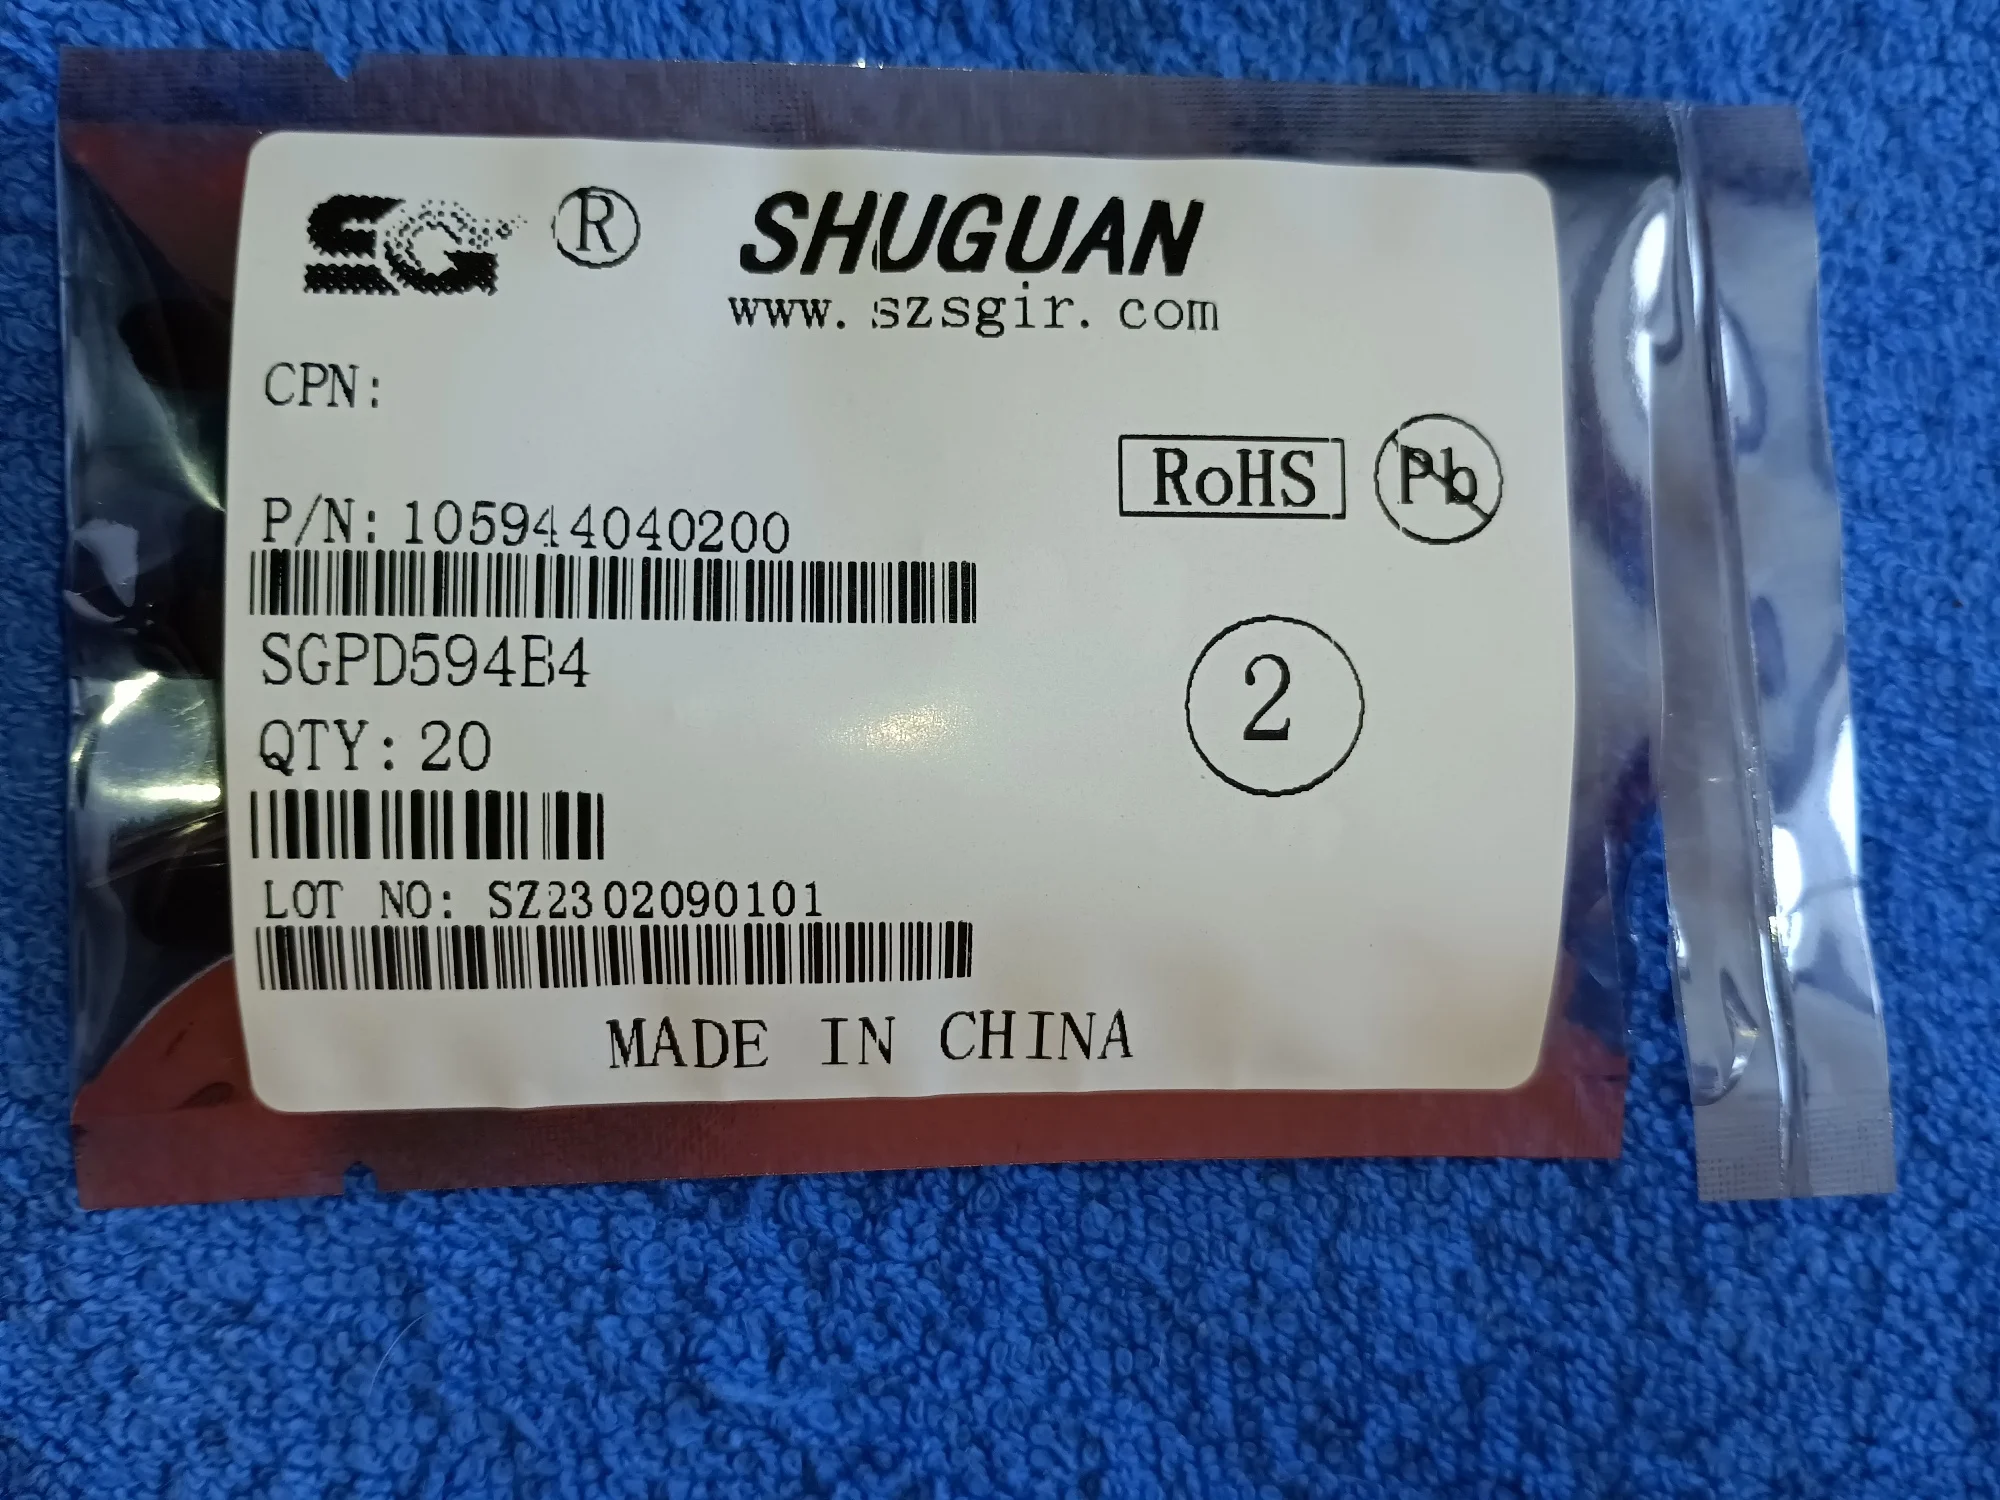 SG ® SHUGUAN
www.szsgir.com
CPN:
RoHS Pb
P/N: 105944040200
SGPD594B4
2
QTY: 20
LOT NO: SZ2302090101
MADE IN CHINA